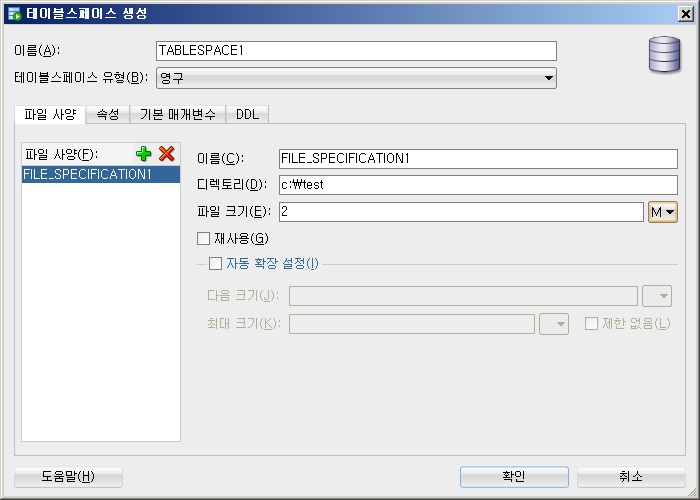 테이블스페이스 생성
이름(A): TABLESPACE1
테이블스페이스 유형(B): 영구
파일 사양 속성 기본 매개변수 DDL
파일 사양(F):
FILE_SPECIFICATION1
이름(C): FILE_SPECIFICATION1
디렉토리(D): c:\test
파일 크기(E): 2 M
재사용(G)
자동 확장 설정(I)
다음 크기(J):
최대 크기(K): 제한 없음(L)
도움말(H) 확인 취소